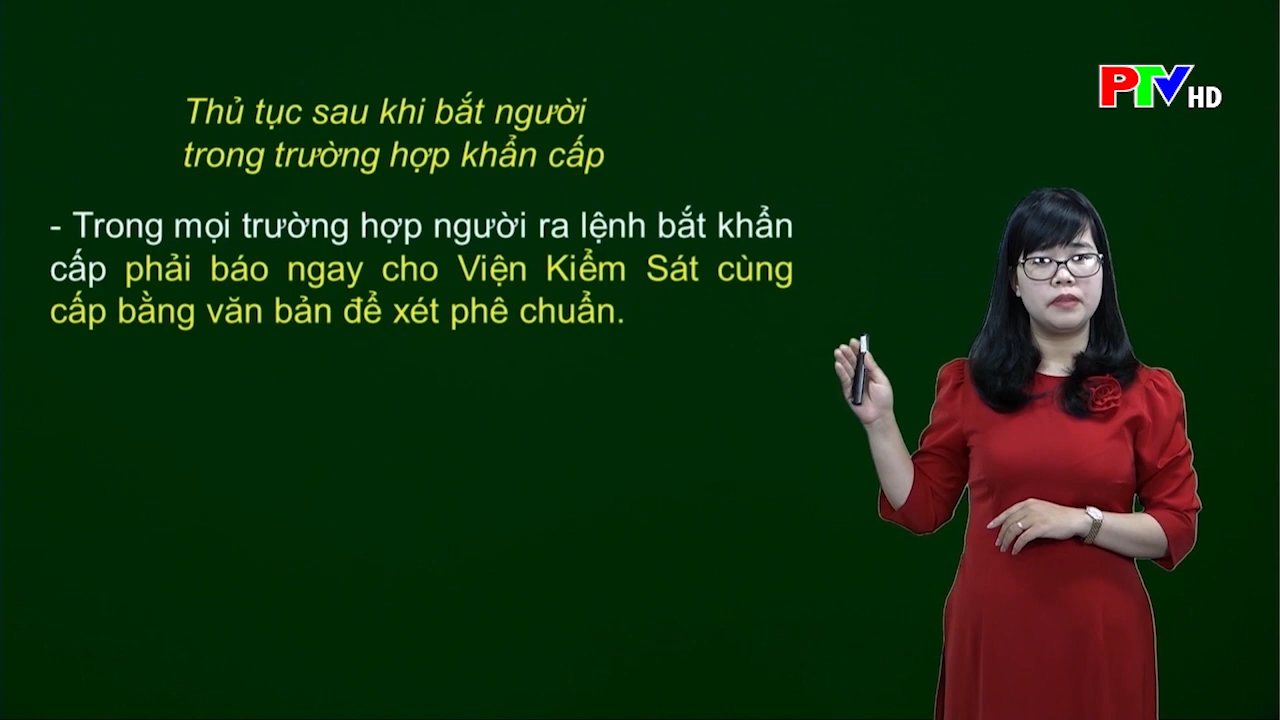 PTV HD
Thủ tục sau khi bắt người
trong trường hợp khẩn cấp
- Trong mọi trường hợp người ra lệnh bắt khẩn
cấp phải báo ngay cho Viện Kiểm Sát cùng
cấp bằng văn bản để xét phê chuẩn.